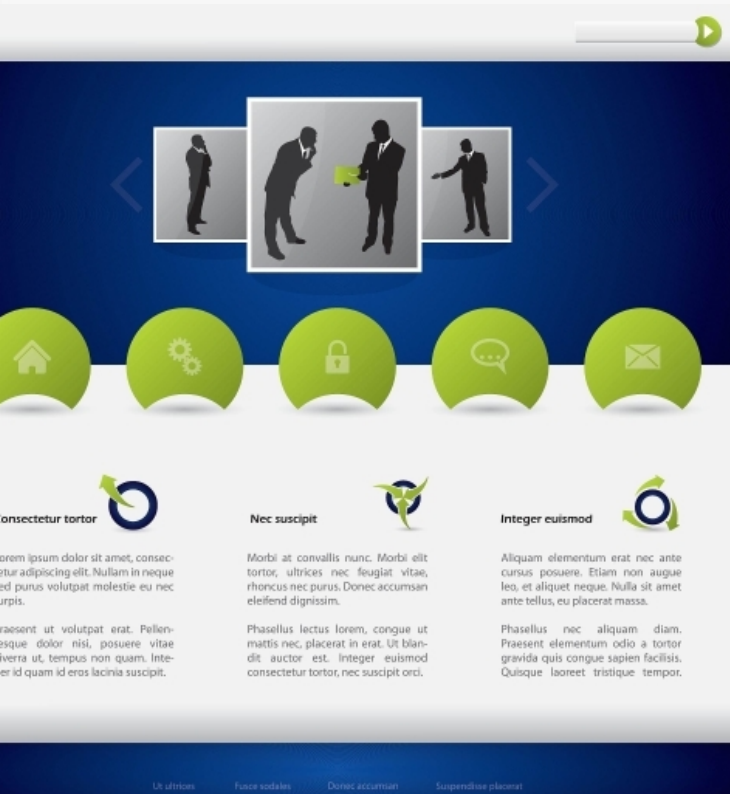 Consectetur tortor
orem ipsum dolor sit amet, consec-
etur adipiscing elit. Nullam in neque
ed purus volutpat molestie eu nec
urpis.
raesent ut volutpat erat. Pellen-
esque dolor nisi, posuere vitae
iverra ut, tempus non quam. Inte-
er id quam id eros lacinia suscipit.
Nec suscipit
Morbi at convallis nunc. Morbi elit
tortor, ultrices nec feugiat vitae,
rhoncus nec purus. Donec accumsan
eleifend dignissim.
Phasellus lectus lorem, congue ut
mattis nec, placerat in erat. Ut blan-
dit auctor est. Integer euismod
consectetur tortor, nec suscipit orci.
Integer euismod
Aliquam elementum erat nec ante
cursus posuere. Etiam non augue
leo, et aliquet neque. Nulla sit amet
ante tellus, eu placerat massa.
Phasellus nec aliquam diam.
Praesent elementum odio a tortor
gravida quis congue sapien facilisis.
Quisque laoreet tristique tempor.
Ut ultrices Fusce sodales Donec accumsan Suspendisse placerat